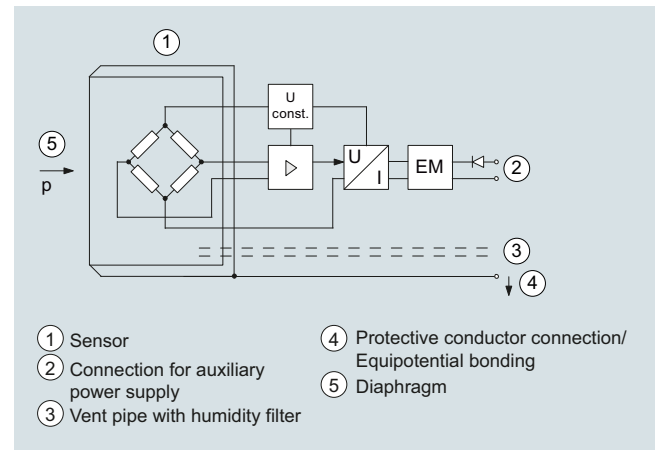 1
U
const.
5
p
U
I
EM
2
3
4
1 Sensor
2 Connection for auxiliary
power supply
3 Vent pipe with humidity filter
4 Protective conductor connection/
Equipotential bonding
5 Diaphragm